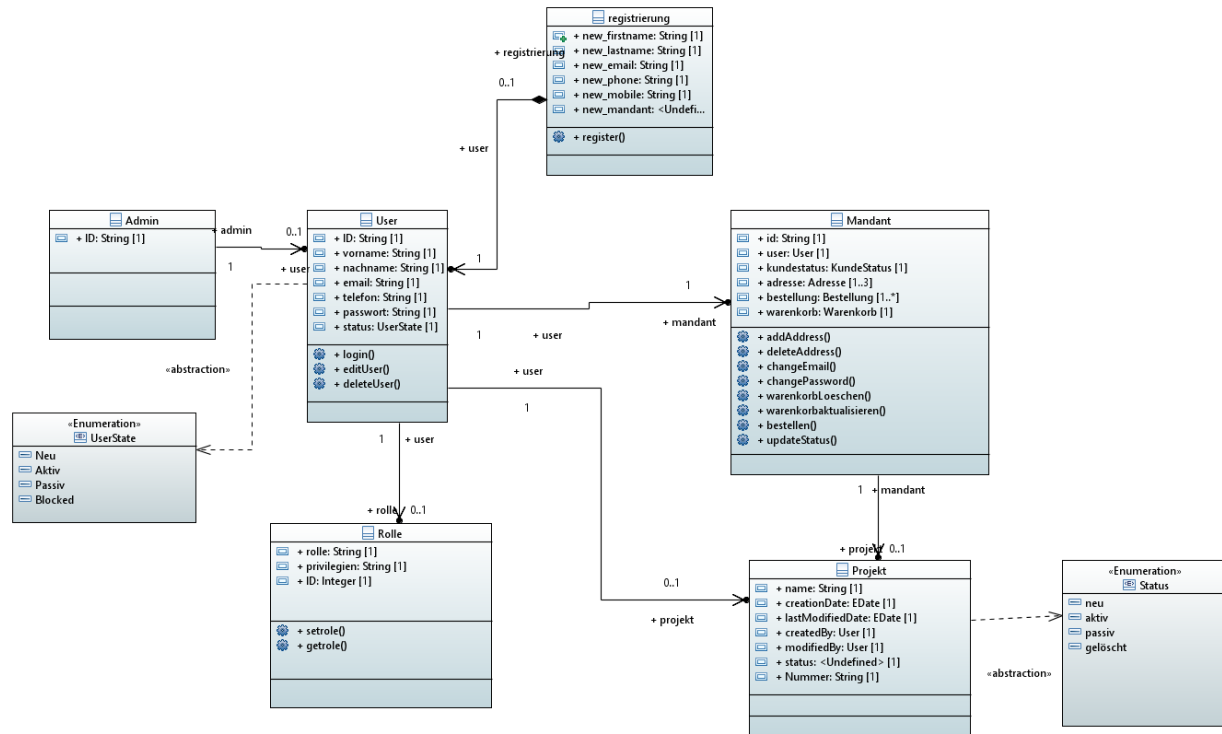 registrierung
+ new_firstname: String [1]
+ new_lastname: String [1]
+ new_email: String [1]
+ new_phone: String [1]
+ new_mobile: String [1]
+ new_mandant: <Undefi...
+ register()
+ registrierung
0..1
+ user
1
Admin
+ ID: String [1]
+ admin
1
0..1
+ user
User
+ ID: String [1]
+ vorname: String [1]
+ nachname: String [1]
+ email: String [1]
+ telefon: String [1]
+ passwort: String [1]
+ status: UserState [1]
+ login()
+ editUser()
+ deleteUser()
1
+ mandant
1
+ user
Mandant
+ id: String [1]
+ user: User [1]
+ kundestatus: KundeStatus [1]
+ adresse: Adresse [1..3]
+ bestellung: Bestellung [1..*]
+ warenkorb: Warenkorb [1]
+ addAddress()
+ deleteAddress()
+ changeEmail()
+ changePassword()
+ warenkorbLoeschen()
+ warenkorbaktualisieren()
+ bestellen()
+ updateStatus()
«abstraction»
+ user
1
«Enumeration»
UserState
Neu
Aktiv
Passiv
Blocked
1
+ user
+ rolle
0..1
Rolle
+ rolle: String [1]
+ privilegien: String [1]
+ ID: Integer [1]
+ setrole()
+ getrole()
0..1
+ projekt
1
+ mandant
+ projekt
0..1
Projekt
+ name: String [1]
+ creationDate: EDate [1]
+ lastModifiedDate: EDate [1]
+ createdBy: User [1]
+ modifiedBy: User [1]
+ status: <Undefined> [1]
+ Nummer: String [1]
«abstraction»
«Enumeration»
Status
neu
aktiv
passiv
gelöscht